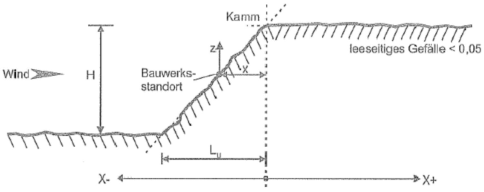 Kamm
leeseitiges Gefälle < 0,05
z
Wind
H
Bauwerks-
standort
x
Lu
X-
X+